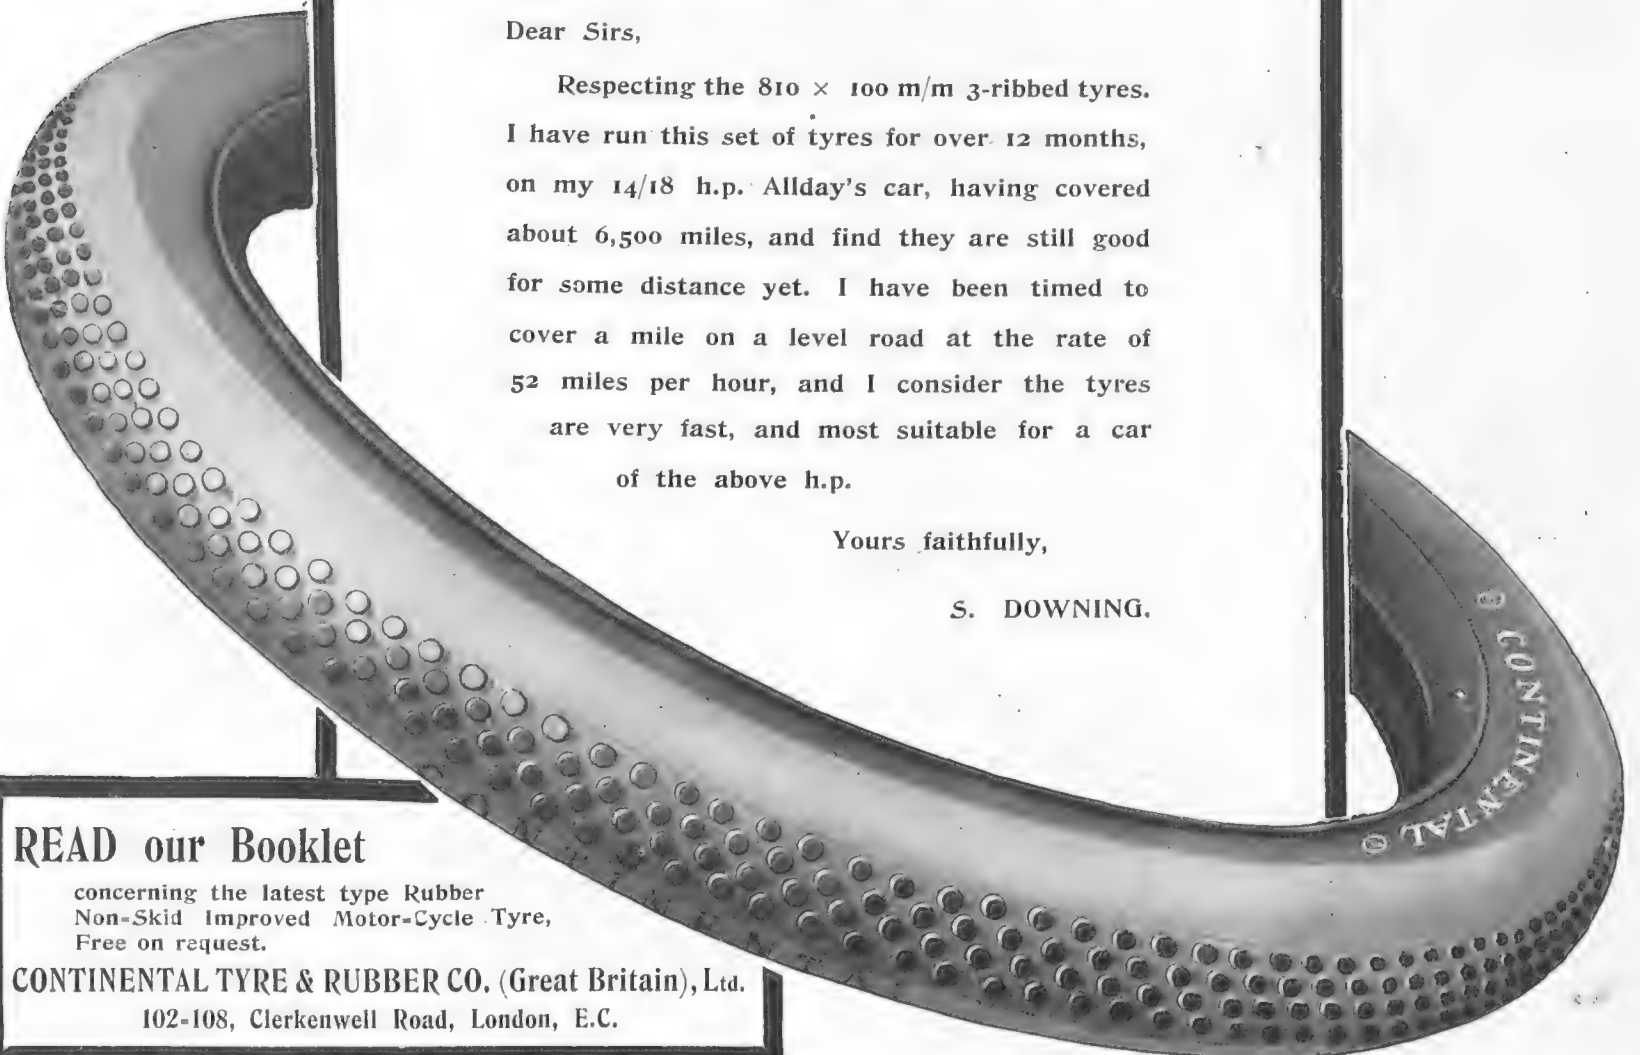 Dear Sirs,
Respecting the 810 × 100 m/m 3-ribbed tyres.
I have run this set of tyres for over 12 months,
on my 14/18 h.p. Allday's car, having covered
about 6,500 miles, and find they are still good
for some distance yet. I have been timed to
cover a mile on a level road at the rate of
52 miles per hour, and I consider the tyres
are very fast, and most suitable for a car
of the above h.p.
Yours faithfully,
S. DOWNING.
CONTINENTAL
READ our Booklet
concerning the latest type Rubber
Non-Skid Improved Motor-Cycle Tyre,
Free on request.
CONTINENTAL TYRE & RUBBER CO. (Great Britain), Ltd.
102-108, Clerkenwell Road, London, E.C.